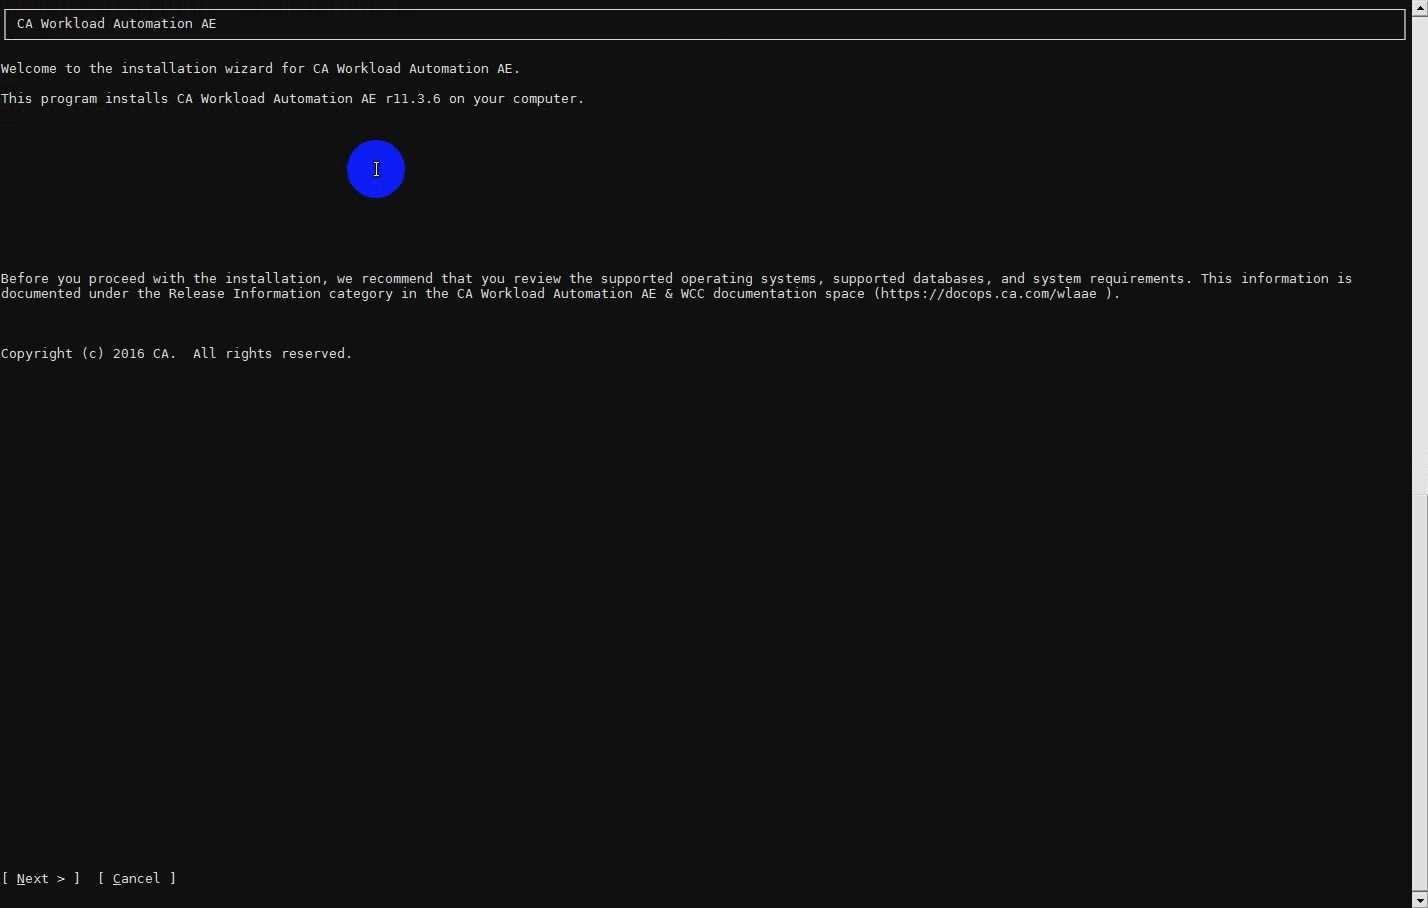 CA Workload Automation AE
Welcome to the installation wizard for CA Workload Automation AE.
This program installs CA Workload Automation AE r11.3.6 on your computer.
Before you proceed with the installation, we recommend that you review the supported operating systems, supported databases, and system requirements. This information is
documented under the Release Information category in the CA Workload Automation AE & WCC documentation space (https://docops.ca.com/wlaae ).
Copyright (c) 2016 CA.  All rights reserved.
[ Next > ]  [ Cancel ]